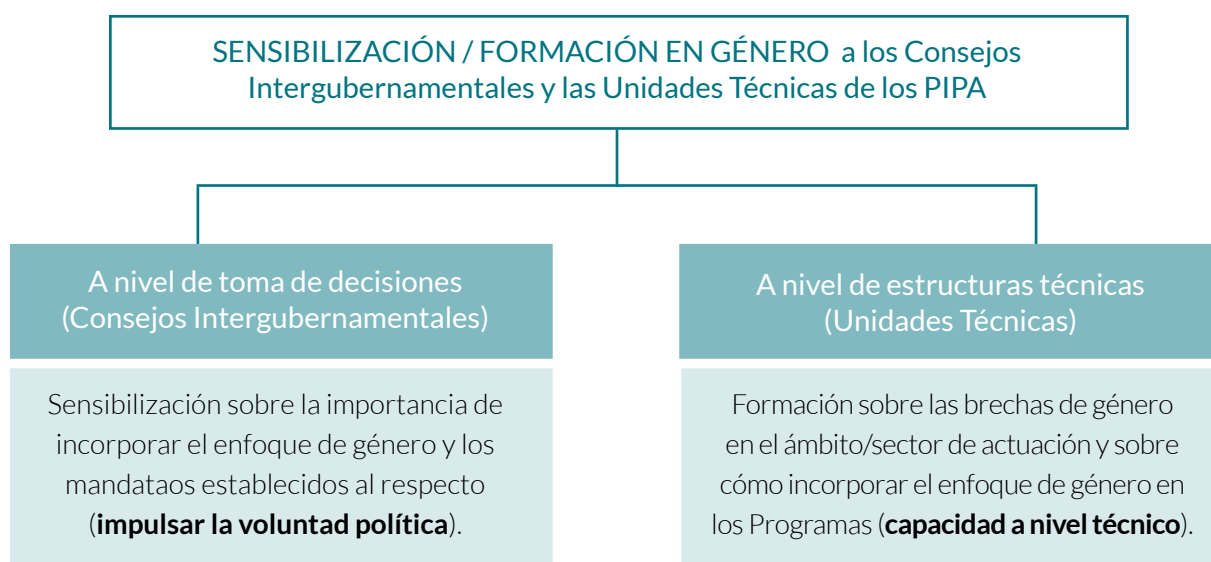 SENSIBILIZACIÓN / FORMACIÓN EN GÉNERO a los Consejos
Intergubernamentales y las Unidades Técnicas de los PIPA
A nivel de toma de decisiones
(Consejos Intergubernamentales)
Sensibilización sobre la importancia de
incorporar el enfoque de género y los
mandataos establecidos al respecto
(impulsar la voluntad política).
A nivel de estructuras técnicas
(Unidades Técnicas)
Formación sobre las brechas de género
en el ámbito/sector de actuación y sobre
cómo incorporar el enfoque de género en
los Programas (capacidad a nivel técnico).